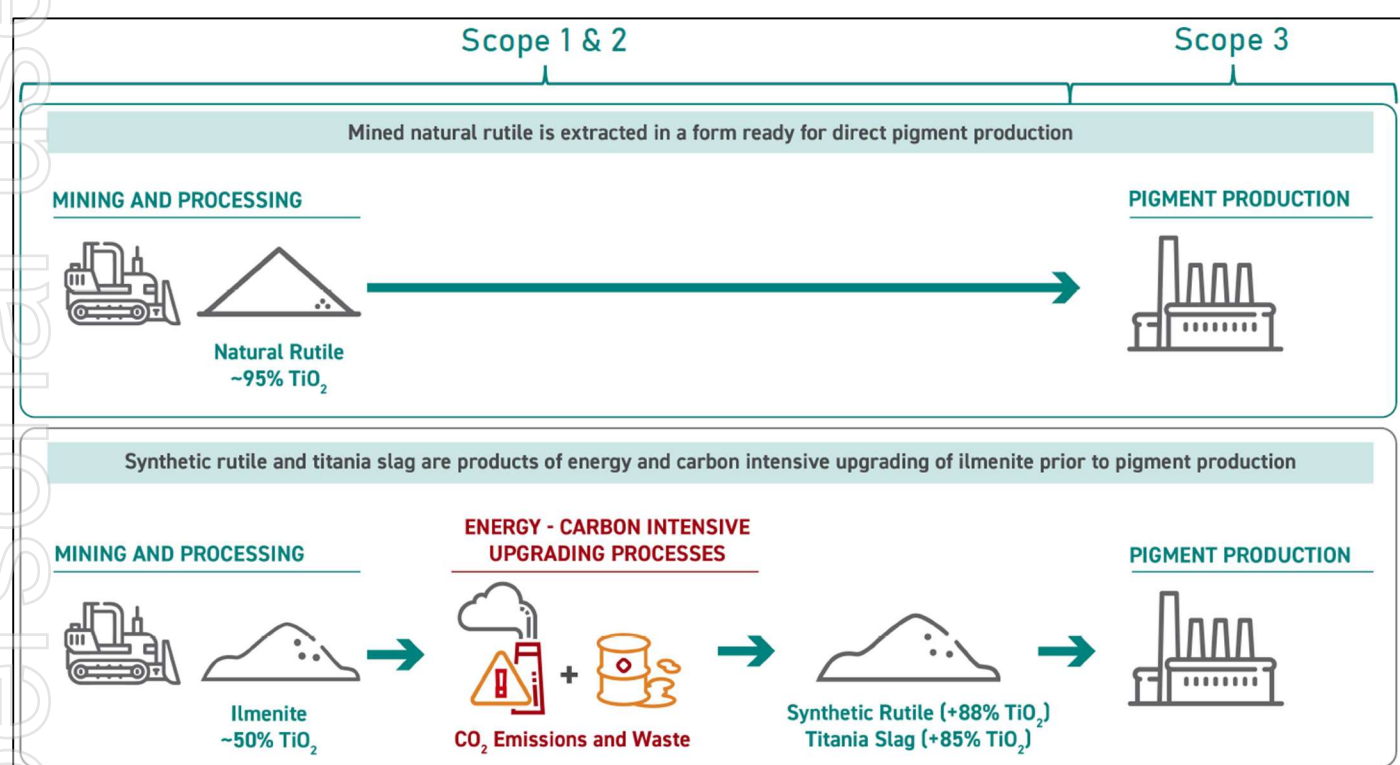 Scope 1 & 2
Scope 3
Mined natural rutile is extracted in a form ready for direct pigment production
MINING AND PROCESSING
PIGMENT PRODUCTION
Natural Rutile
~95% TiO₂
Synthetic rutile and titania slag are products of energy and carbon intensive upgrading of ilmenite prior to pigment production
MINING AND PROCESSING
ENERGY - CARBON INTENSIVE
UPGRADING PROCESSES
PIGMENT PRODUCTION
Ilmenite
~50% TiO₂
+
CO₂ Emissions and Waste
Synthetic Rutile (+88% TiO₂)
Titania Slag (+85% TiO₂)